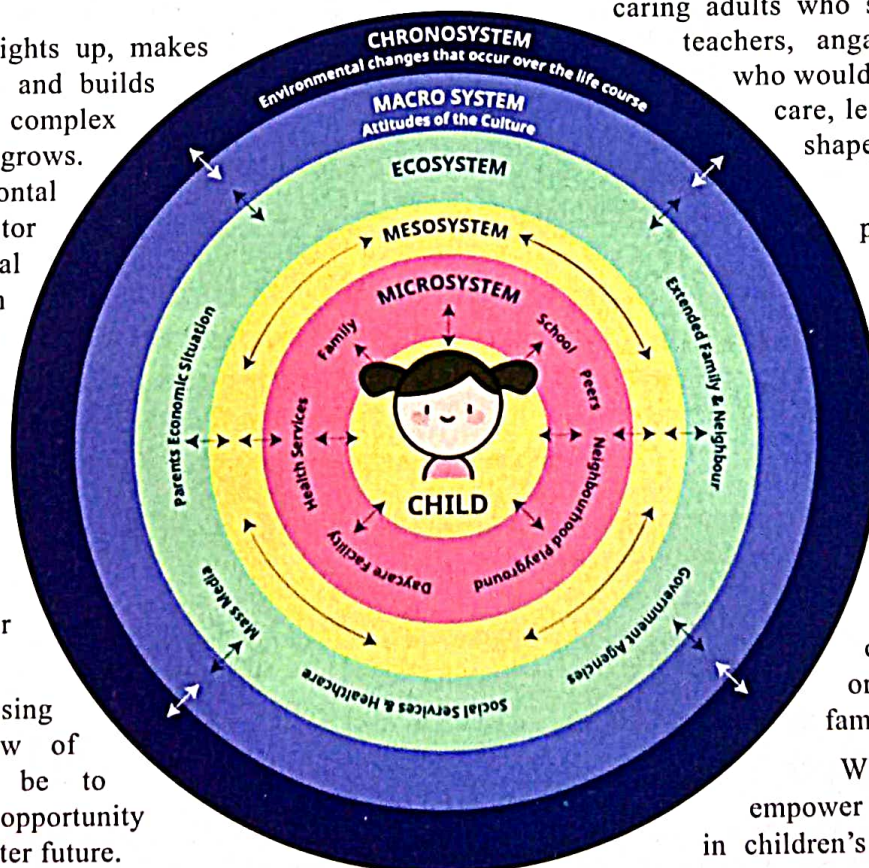 ights up, makes
and builds
complex
grows.
ontal
tor
al
sing
w of
be to
opportunity
ter future.
CHRONOSYSTEM
Environmental changes that occur over the life course
MACRO SYSTEM
Attitudes of the Culture
ECOSYSTEM
MESOSYSTEM
MICROSYSTEM
Family
School
Peers
Health Services
Neighbourhood Playground
Daycare Facility
CHILD
Parents Economic Situation
Extended Family & Neighbour
Mass Media
Government Agencies
Social Services & Healthcare
caring adults who s
teachers, anga
who would
care, le
shape
p
or
fam
W
empower
in children's